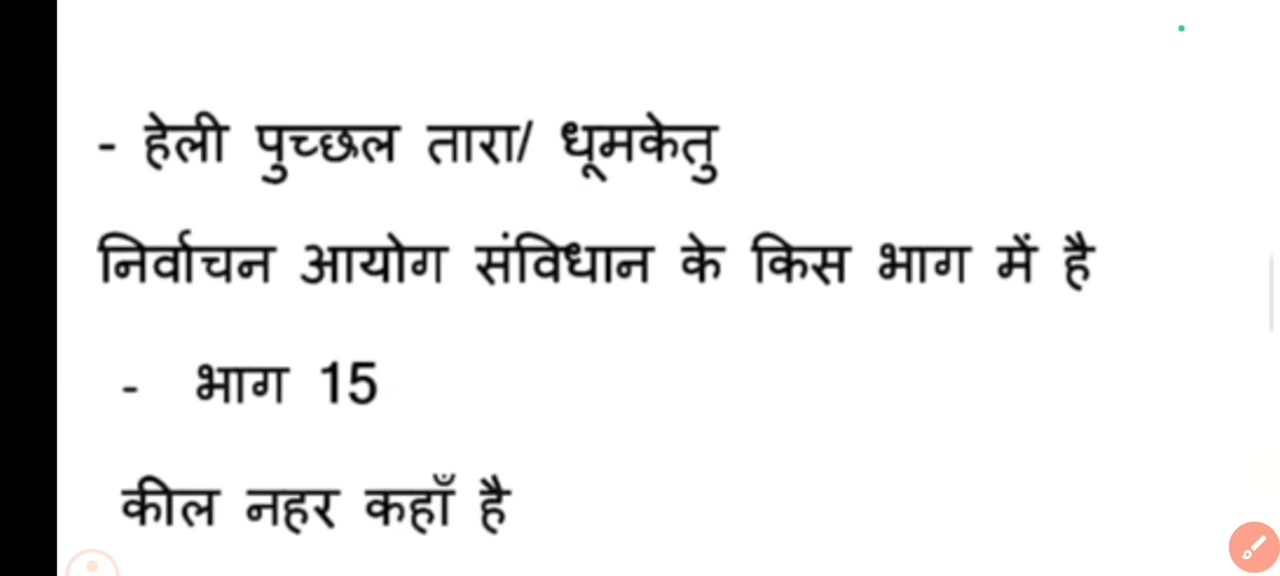 - हेली पुच्छल तारा/ धूमकेतु
निर्वाचन आयोग संविधान के किस भाग में है
- भाग 15
कील नहर कहाँ है